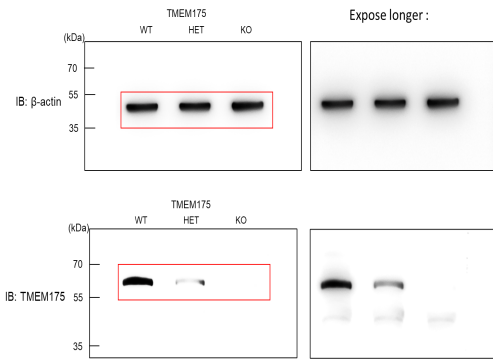 TMEM175
WT HET KO
Expose longer :
(kDa)
70
55
35
IB: β-actin
TMEM175
WT HET KO
(kDa)
70
55
35
IB: TMEM175